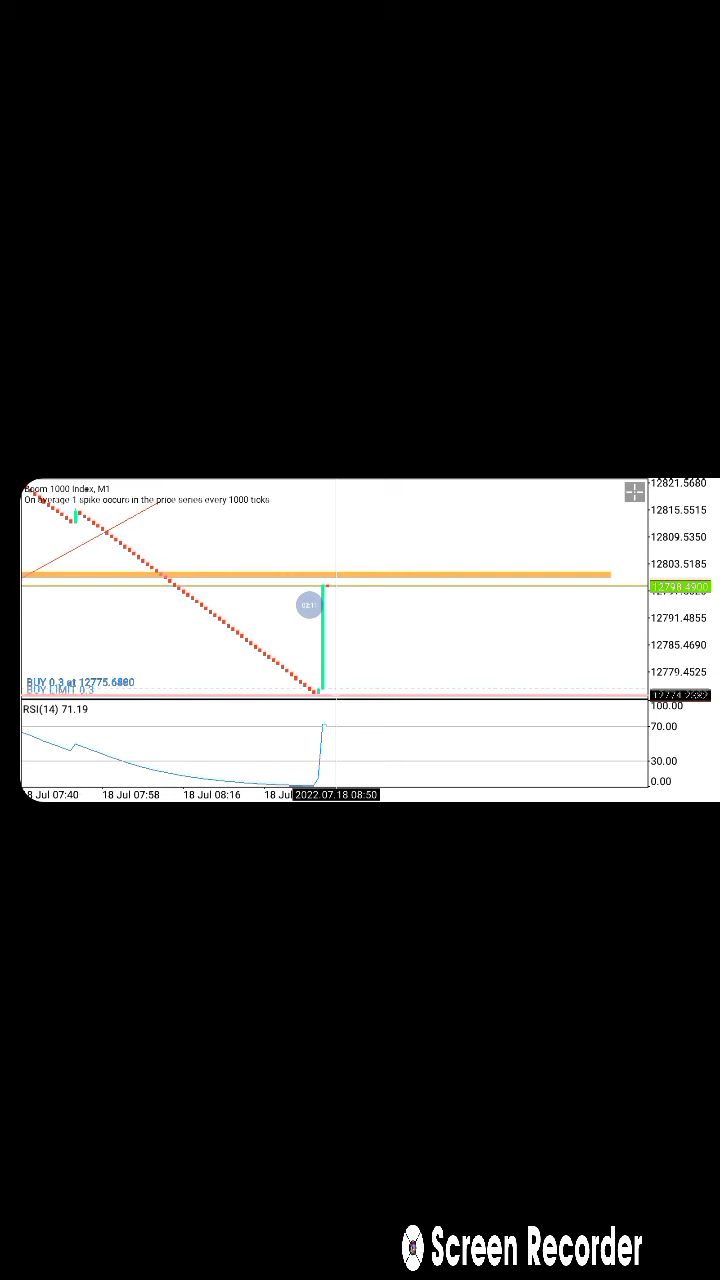 Boom 1000 Index, M1
On average 1 spike occurs in the price series every 1000 ticks
12821.5680
12815.5515
12809.5350
12803.5185
12798.4900
12791.4855
02:11
12785.4690
12779.4525
BUY 0.3 at
BUY LIMIT 0.3
RSI(14) 71.19
100.00
70.00
30.00
0.00
8 Jul 07:40
18 Jul 07:58
18 Jul 08:16
18 Jul
2022.07.18 08:50
Screen Recorder